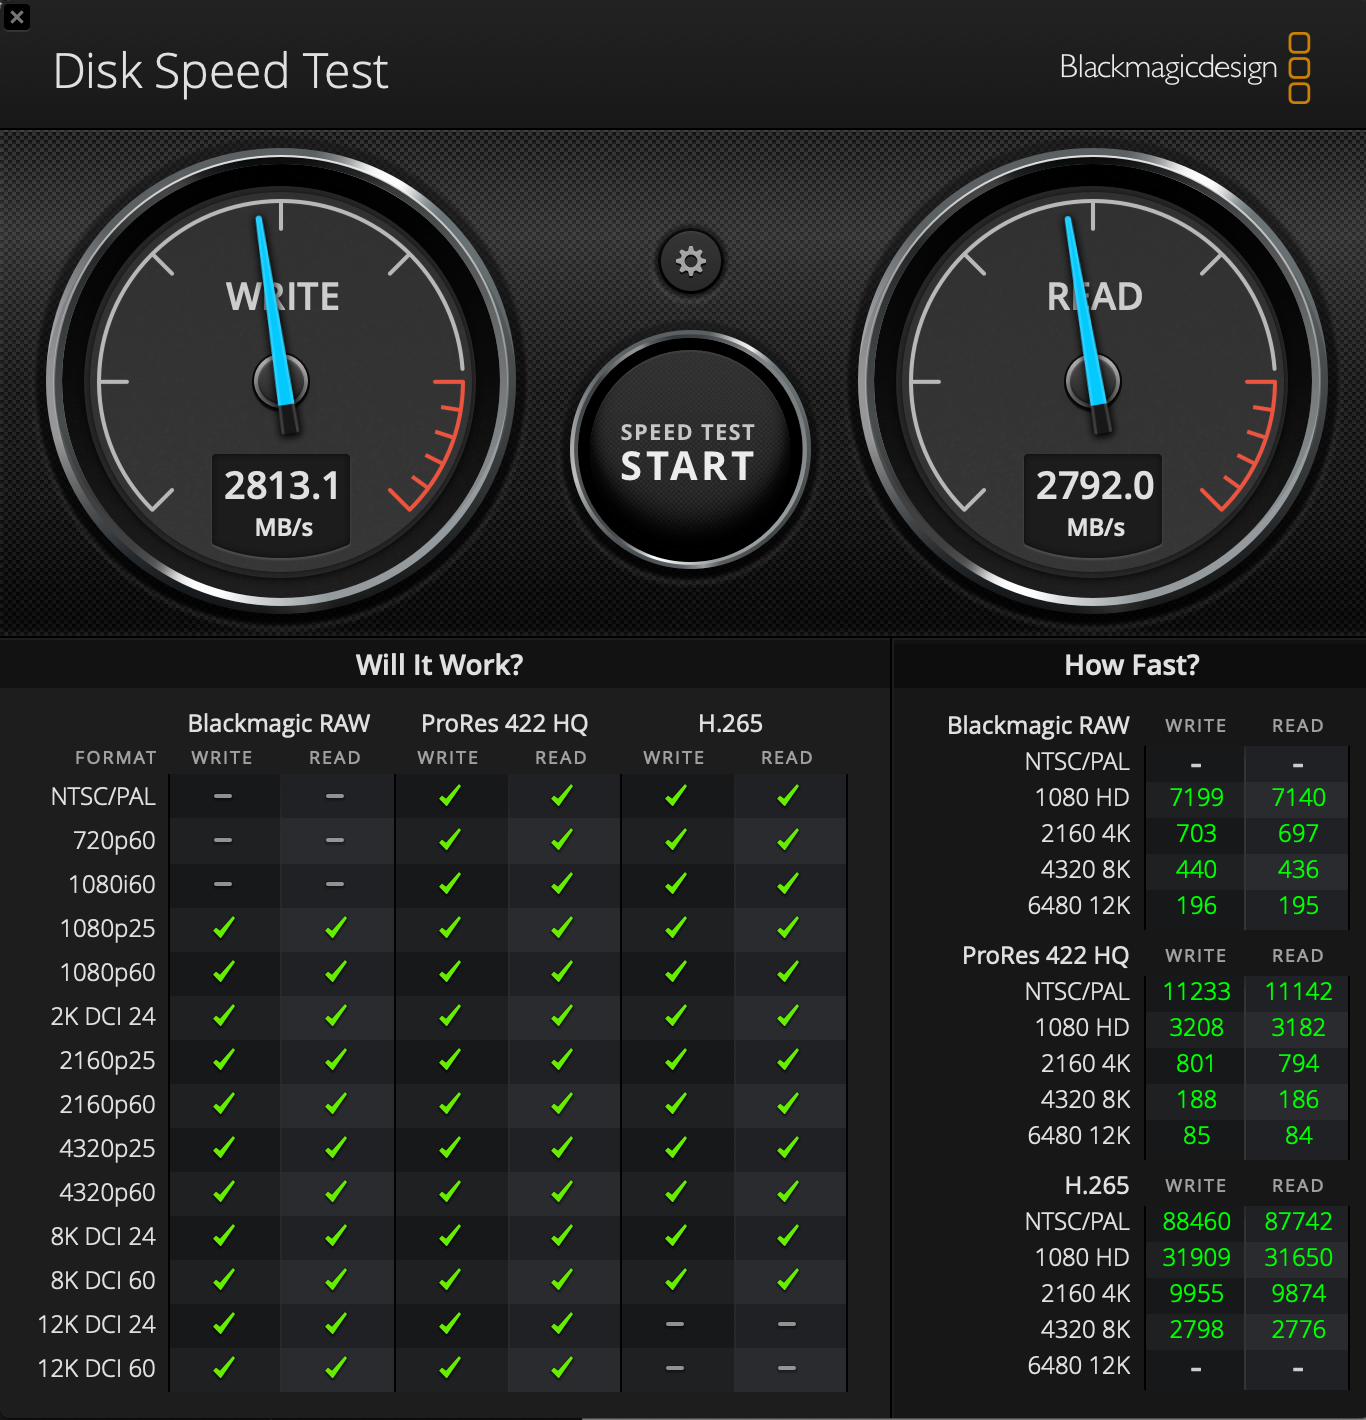 Disk Speed Test
Blackmagicdesign
WRITE
2813.1
MB/s
SPEED TEST
START
READ
2792.0
MB/s
Will It Work?
Blackmagic RAW ProRes 422 HQ H.265
FORMAT WRITE READ WRITE READ WRITE READ
NTSC/PAL – – ✓ ✓ ✓ ✓
720p60 – – ✓ ✓ ✓ ✓
1080i60 – – ✓ ✓ ✓ ✓
1080p25 ✓ ✓ ✓ ✓ ✓ ✓
1080p60 ✓ ✓ ✓ ✓ ✓ ✓
2K DCI 24 ✓ ✓ ✓ ✓ ✓ ✓
2160p25 ✓ ✓ ✓ ✓ ✓ ✓
2160p60 ✓ ✓ ✓ ✓ ✓ ✓
4320p25 ✓ ✓ ✓ ✓ ✓ ✓
4320p60 ✓ ✓ ✓ ✓ ✓ ✓
8K DCI 24 ✓ ✓ ✓ ✓ ✓ ✓
8K DCI 60 ✓ ✓ ✓ ✓ ✓ ✓
12K DCI 24 ✓ ✓ ✓ ✓ – –
12K DCI 60 ✓ ✓ ✓ ✓ – –
How Fast?
Blackmagic RAW WRITE READ
NTSC/PAL - -
1080 HD 7199 7140
2160 4K 703 697
4320 8K 440 436
6480 12K 196 195
ProRes 422 HQ WRITE READ
NTSC/PAL 11233 11142
1080 HD 3208 3182
2160 4K 801 794
4320 8K 188 186
6480 12K 85 84
H.265 WRITE READ
NTSC/PAL 88460 87742
1080 HD 31909 31650
2160 4K 9955 9874
4320 8K 2798 2776
6480 12K - -